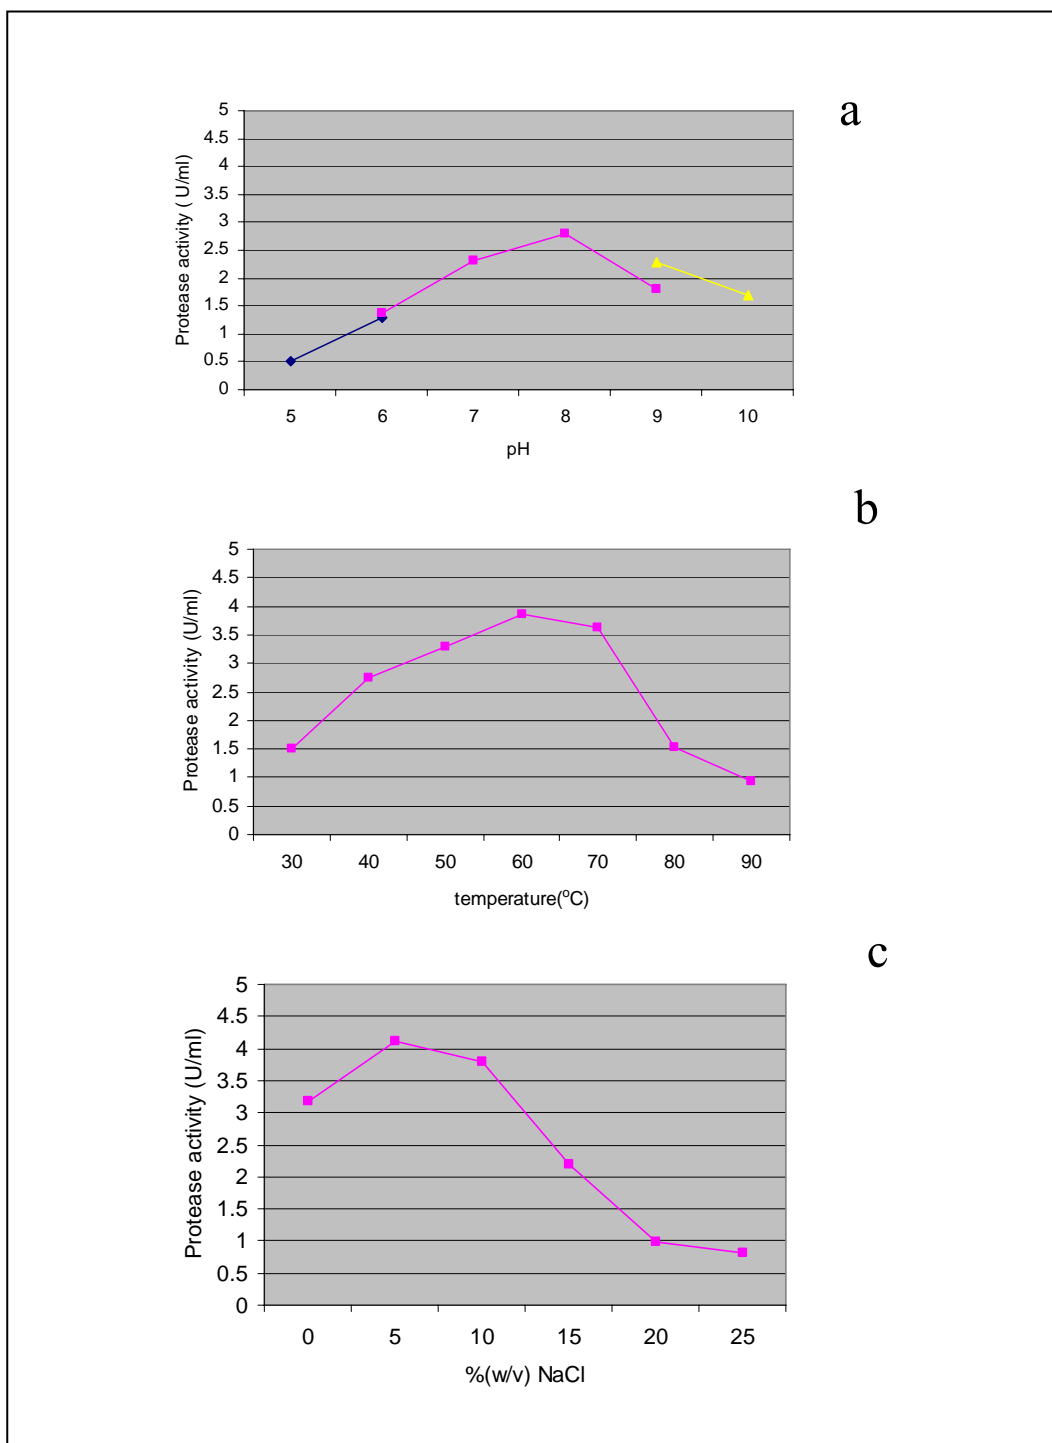 a
5
4.5
4
3.5
3
2.5
2
1.5
1
0.5
0
Protease activity ( U/ml)
5 6 7 8 9 10
pH
b
5
4.5
4
3.5
3
2.5
2
1.5
1
0.5
0
Protease activity (U/ml)
30 40 50 60 70 80 90
temperature(°C)
c
5
4.5
4
3.5
3
2.5
2
1.5
1
0.5
0
Protease activity (U/ml)
0 5 10 15 20 25
%(w/v) NaCl